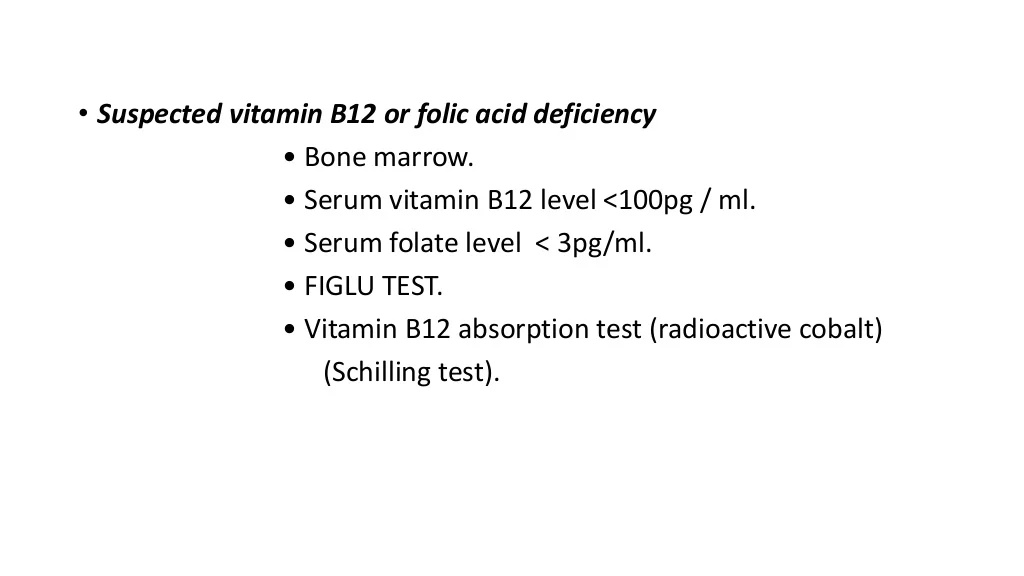 • Suspected vitamin B12 or folic acid deficiency
• Bone marrow.
• Serum vitamin B12 level <100pg / ml.
• Serum folate level  < 3pg/ml.
• FIGLU TEST.
• Vitamin B12 absorption test (radioactive cobalt)
(Schilling test).